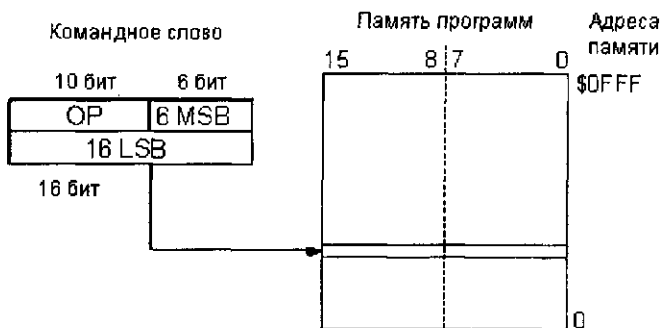 Командное слово
10 бит 6 бит
OP 6 MSB
16 LSB
16 бит
Память программ
15 8 7 0
Адреса
памяти
$0FFF
0